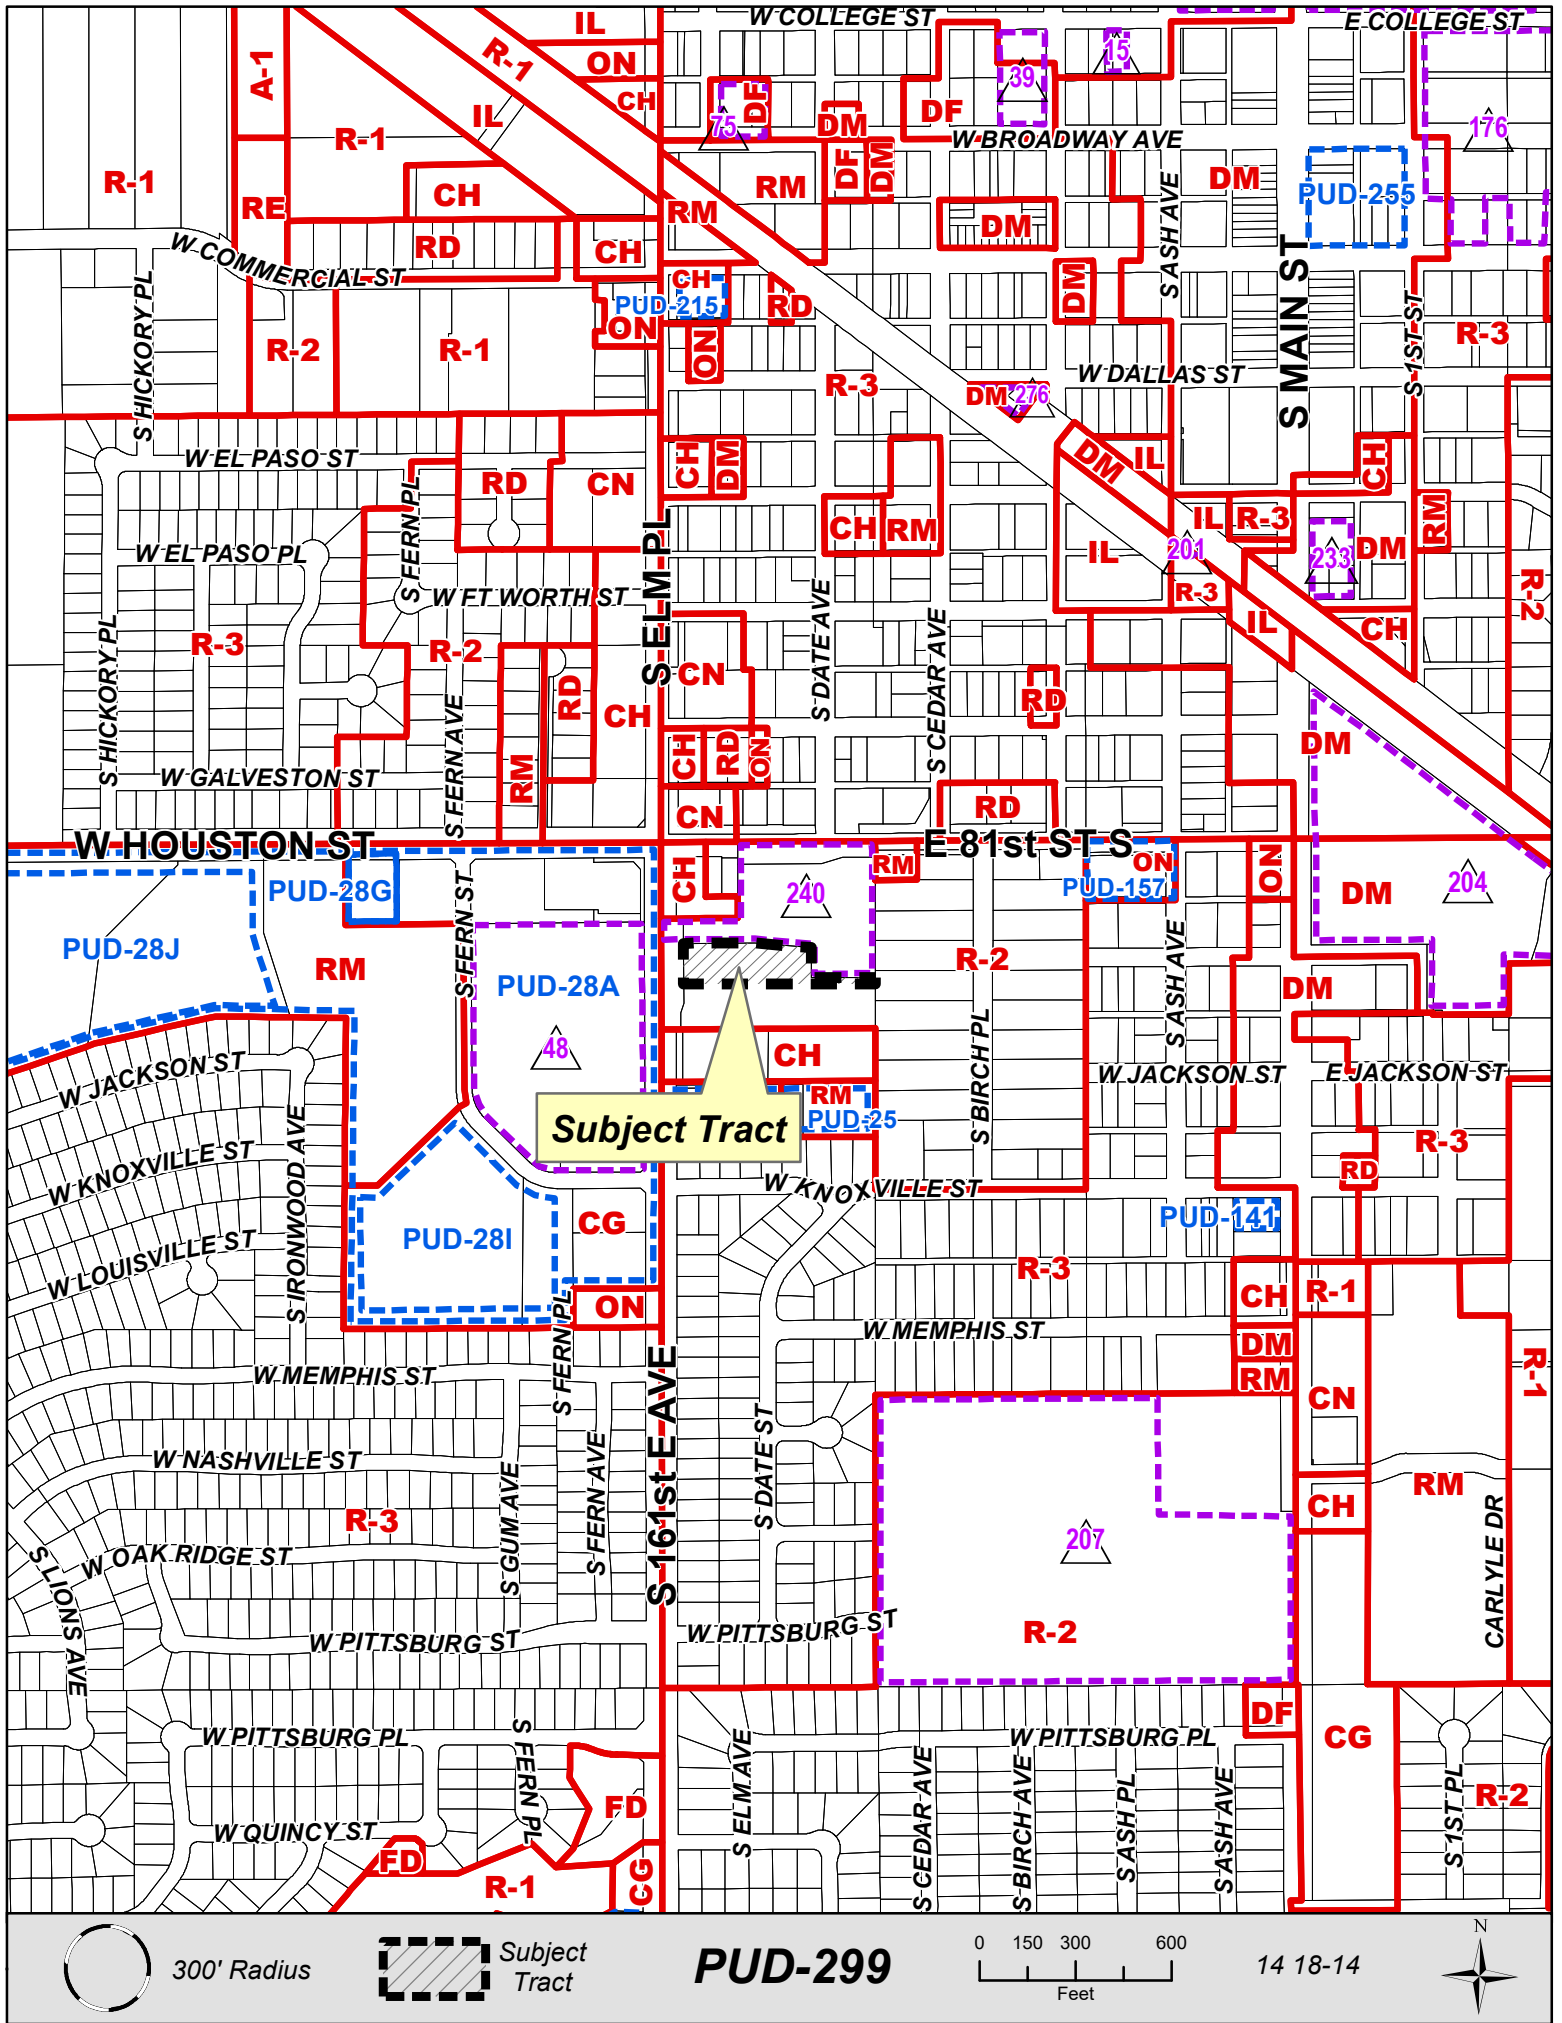 W COLLEGE ST
E COLLEGE ST
IL
R-1
ON
A-1
CH
IL
R-1
R-1
RE
CH
RD
CH
75
DF
DM
DF
39
15
176
W BROADWAY AVE
DF
DM
RM
RM
DM
DM
PUD-255
W COMMERCIAL ST
S HICKORY PL
S ASH AVE
S MAIN ST
S 1ST ST
CH
PUD-215
RD
ON
DM
R-2
R-1
ON
R-3
R-3
W DALLAS ST
DM
276
W EL PASO ST
RD
CN
CH
DM
DM
IL
CH
S FERN PL
W EL PASO PL
S ELM PL
CH
RM
IL
R-3
RM
IL
201
233
DM
R-3
R-2
W FT WORTH ST
S DATE AVE
S CEDAR AVE
S HICKORY PL
R-3
R-2
CN
IL
CH
RD
CH
RD
S FERN AVE
DM
W GALVESTON ST
RM
CH
RD
ON
CN
RD
W HOUSTON ST
E 81st ST S
PUD-28G
CH
240
RM
ON
PUD-157
ON
DM
204
PUD-28J
RM
S FERN ST
PUD-28A
48
R-2
S ASH AVE
DM
CH
S BIRCH PL
W JACKSON ST
W JACKSON ST
E JACKSON ST
Subject Tract
RM
PUD-25
R-3
RD
W KNOXVILLE ST
S IRONWOOD AVE
W KNOXVILLE ST
PUD-141
PUD-28I
CG
W LOUISVILLE ST
R-3
CH
R-1
ON
S FERN PL
W MEMPHIS ST
DM
RM
R-1
W MEMPHIS ST
S 161st E AVE
CN
S DATE ST
W NASHVILLE ST
S GUM AVE
S FERN AVE
R-3
RM
CH
CARLYLE DR
207
S LIONS AVE
W OAK RIDGE ST
W PITTSBURG ST
W PITTSBURG ST
R-2
DF
W PITTSBURG PL
S FERN PL
S ELM AVE
W PITTSBURG PL
CG
S CEDAR AVE
S BIRCH AVE
S ASH PL
S ASH AVE
S 1ST PL
R-2
FD
W QUINCY ST
FD
R-1
CG
300' Radius
Subject
Tract
PUD-299
0 150 300 600
Feet
14 18-14
N